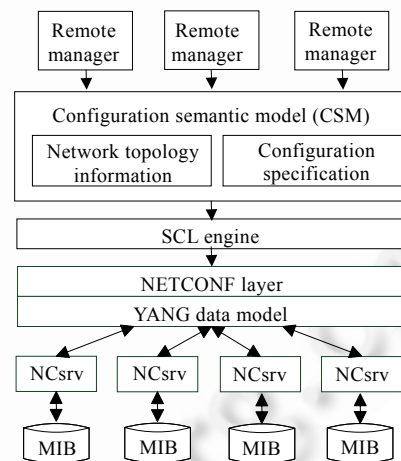 Remote manager
Remote manager
Remote manager
Configuration semantic model (CSM)
Network topology information
Configuration specification
SCL engine
NETCONF layer
YANG data model
NCsrv
NCsrv
NCsrv
NCsrv
MIB
MIB
MIB
MIB